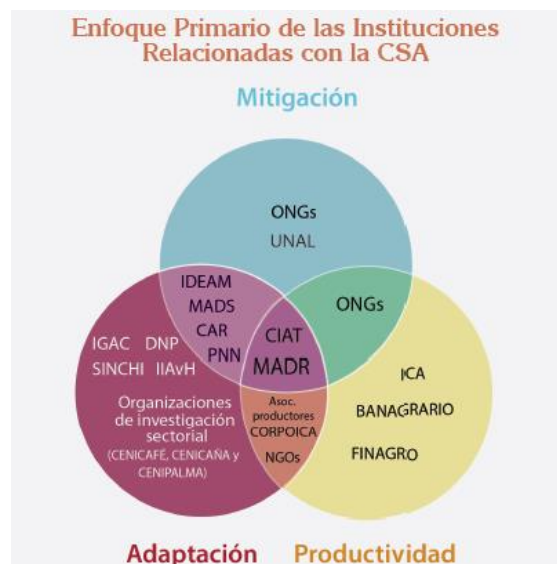 Enfoque Primario de las Instituciones
Relacionadas con la CSA
Mitigación
ONGs
UNAL
IDEAM
MADS
CAR
PNN
ONGs
CIAT
MADR
IGAC DNP
SINCHI IIAvH
Organizaciones
de investigación
sectorial
(CENICAFÉ, CENICAÑA y
CENIPALMA)
Asoc.
productores
CORPOICA
NGOs
ICA
BANAGRARIO
FINAGRO
Adaptación Productividad